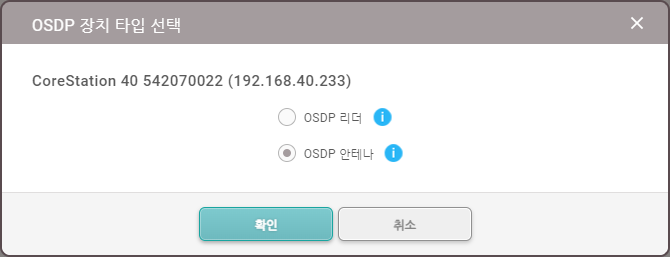 OSDP 장치 타입 선택
CoreStation 40 542070022 (192.168.40.233)
OSDP 리더
OSDP 안테나
확인
취소